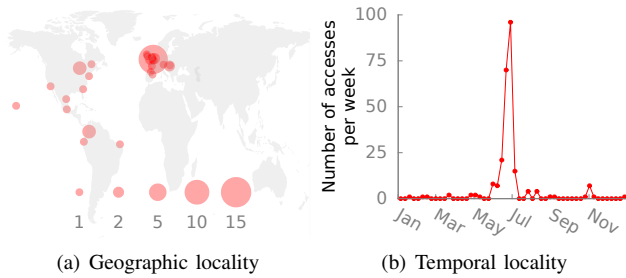 1 2 5 10 15
(a) Geographic locality
Number of accesses
per week
100
75
50
25
0
Jan Mar May Jul Sep Nov
(b) Temporal locality